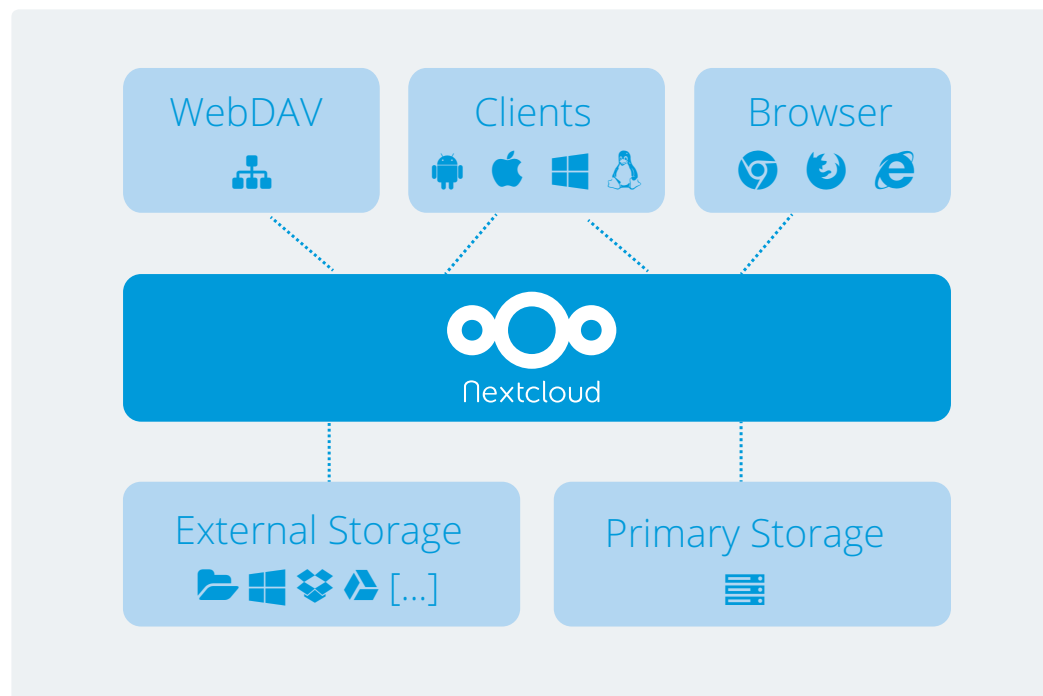 WebDAV
Clients
Browser
Nextcloud
External Storage
[...]
Primary Storage